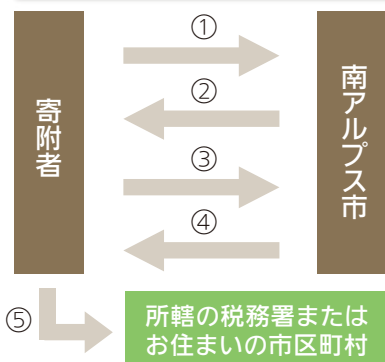 ①
②
③
④
寄附者
南アルプス市
⑤
所轄の税務署または
お住まいの市区町村